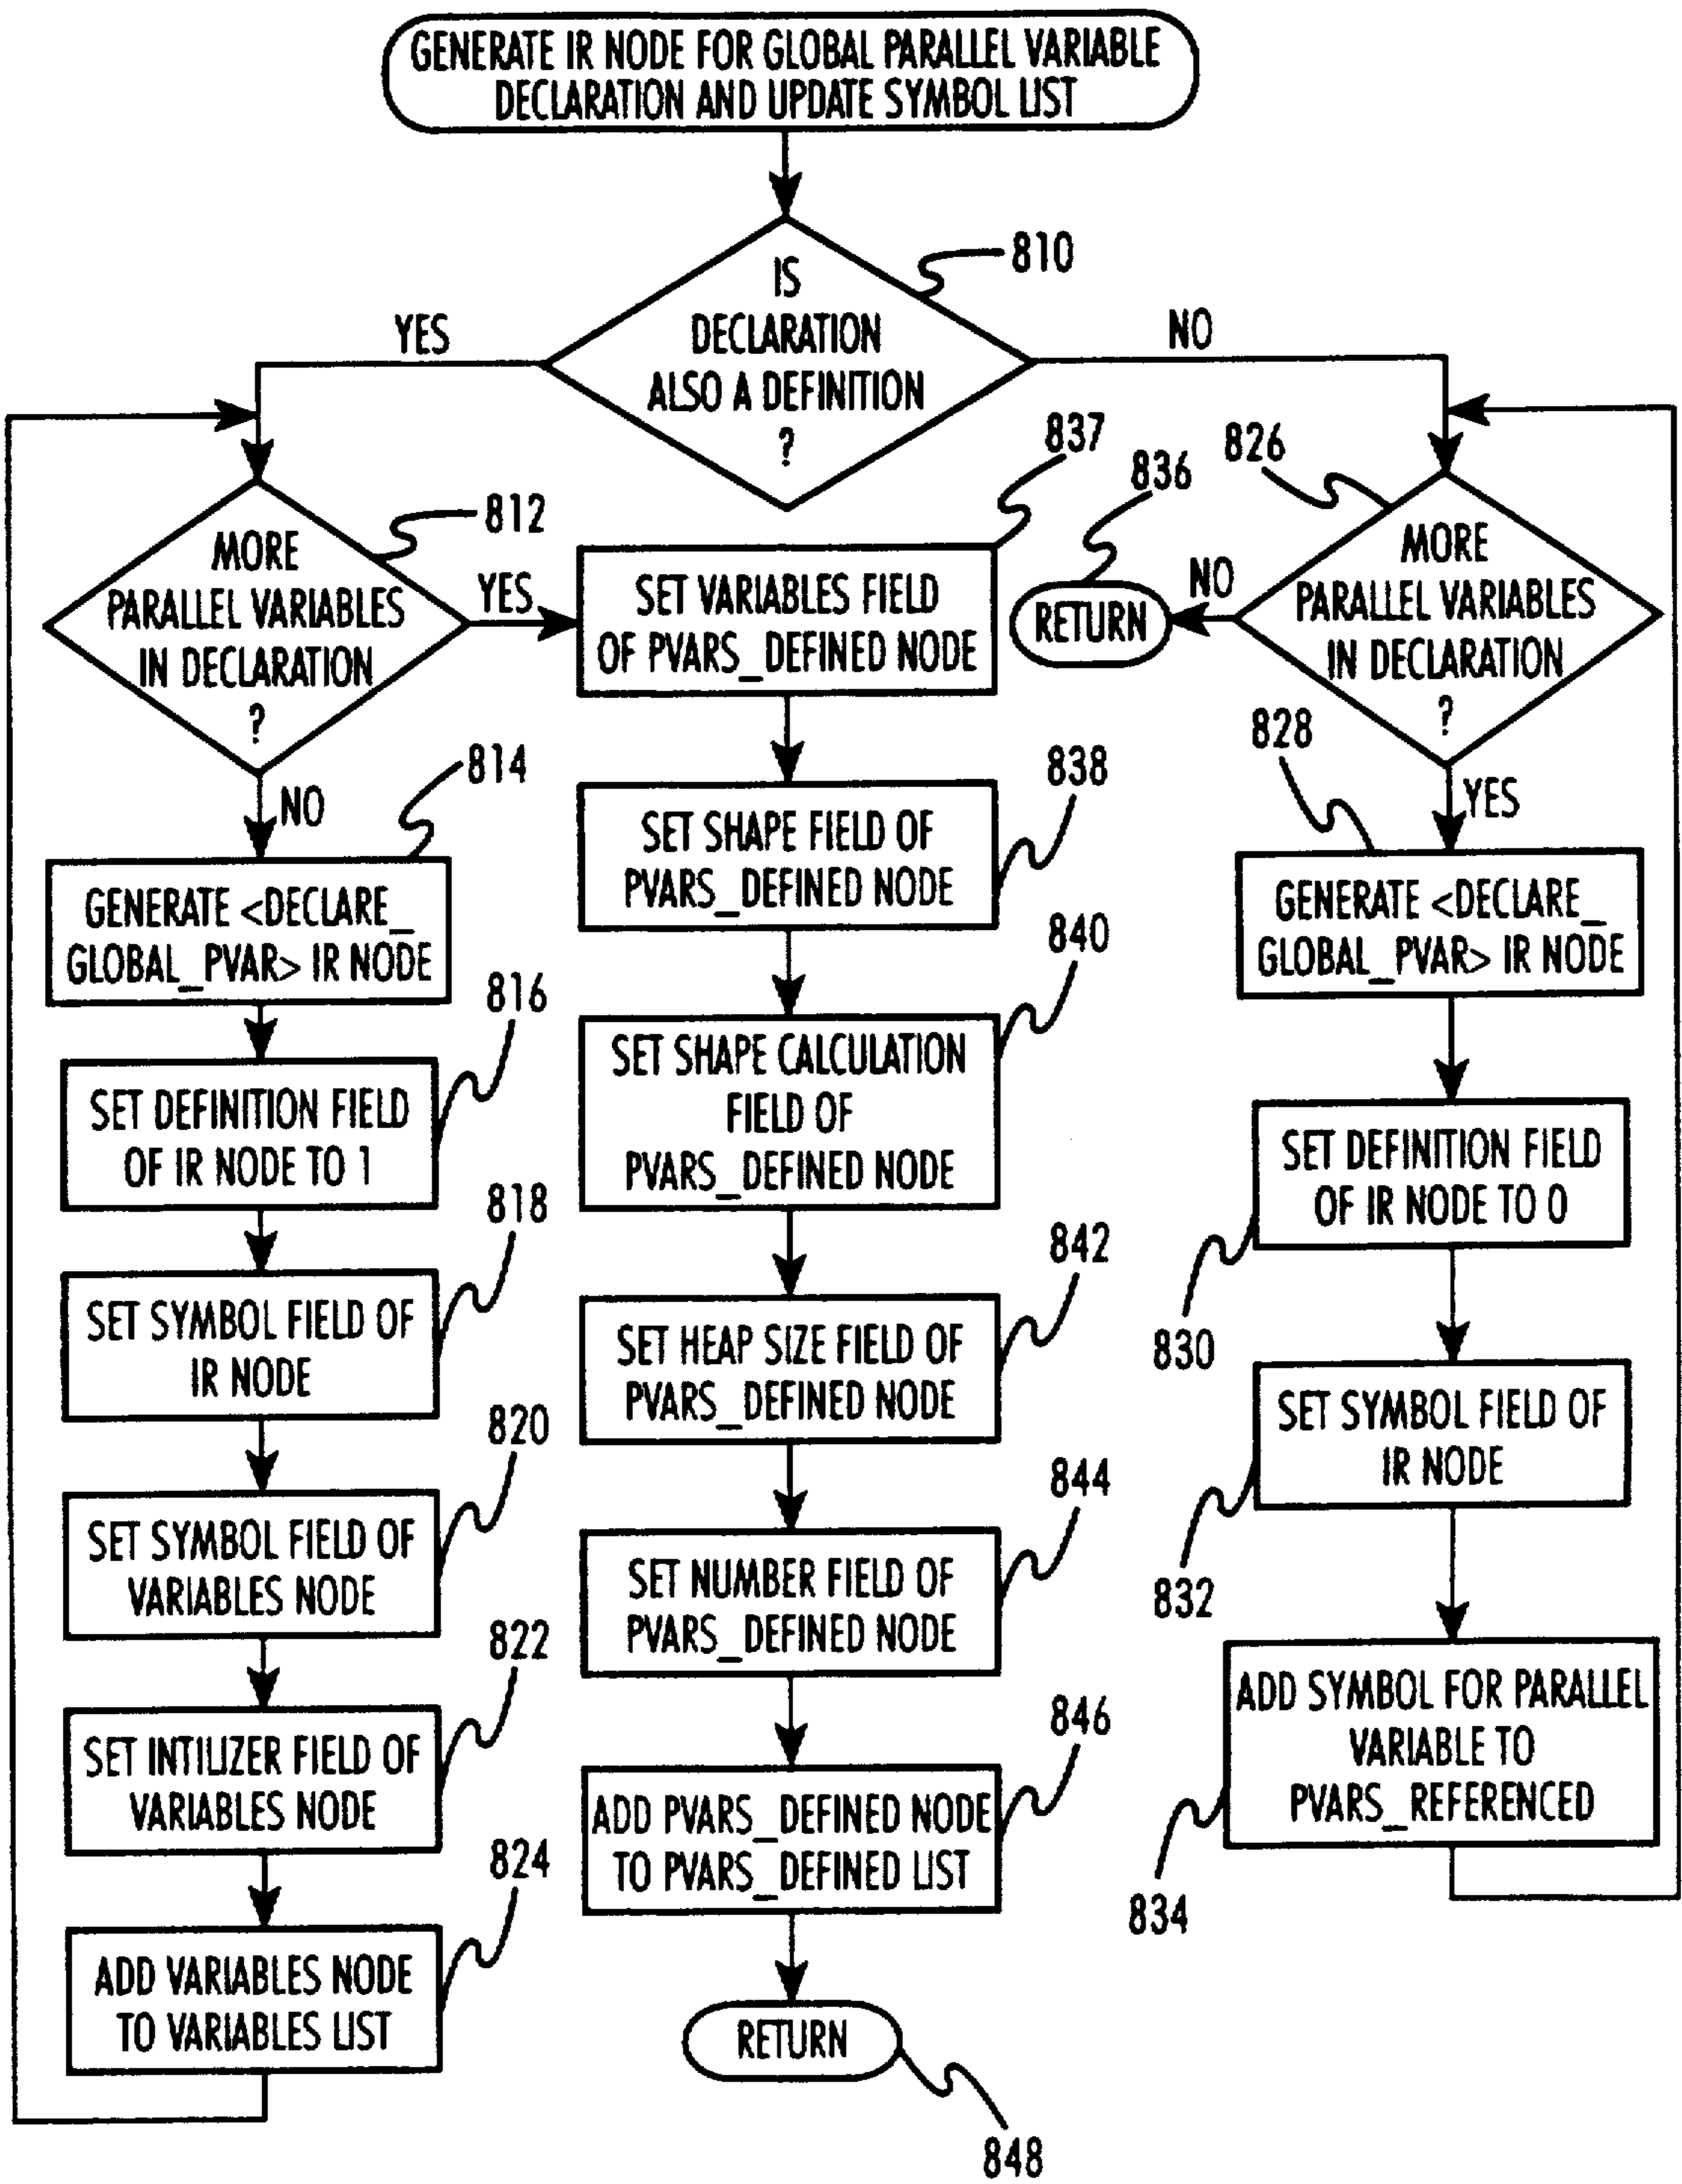 GENERATE IR NODE FOR GLOBAL PARALLEL VARIABLE
DECLARATION AND UPDATE SYMBOL LIST
810
IS
DECLARATION
ALSO A DEFINITION
?
YES
NO
812
MORE
PARALLEL VARIABLES
IN DECLARATION
?
YES
NO
814
GENERATE <DECLARE_
GLOBAL_PVAR> IR NODE
816
SET DEFINITION FIELD
OF IR NODE TO 1
818
SET SYMBOL FIELD OF
IR NODE
820
SET SYMBOL FIELD OF
VARIABLES NODE
822
SET INTILIZER FIELD OF
VARIABLES NODE
824
ADD VARIABLES NODE
TO VARIABLES LIST
837
SET VARIABLES FIELD
OF PVARS_DEFINED NODE
838
SET SHAPE FIELD OF
PVARS_DEFINED NODE
840
SET SHAPE CALCULATION
FIELD OF
PVARS_DEFINED NODE
842
SET HEAP SIZE FIELD OF
PVARS_DEFINED NODE
844
SET NUMBER FIELD OF
PVARS_DEFINED NODE
846
ADD PVARS_DEFINED NODE
TO PVARS_DEFINED LIST
RETURN
848
836
RETURN
826
NO
MORE
PARALLEL VARIABLES
IN DECLARATION
?
828
YES
GENERATE <DECLARE_
GLOBAL_PVAR> IR NODE
SET DEFINITION FIELD
OF IR NODE TO 0
830
SET SYMBOL FIELD OF
IR NODE
832
ADD SYMBOL FOR PARALLEL
VARIABLE TO
PVARS_REFERENCED
834